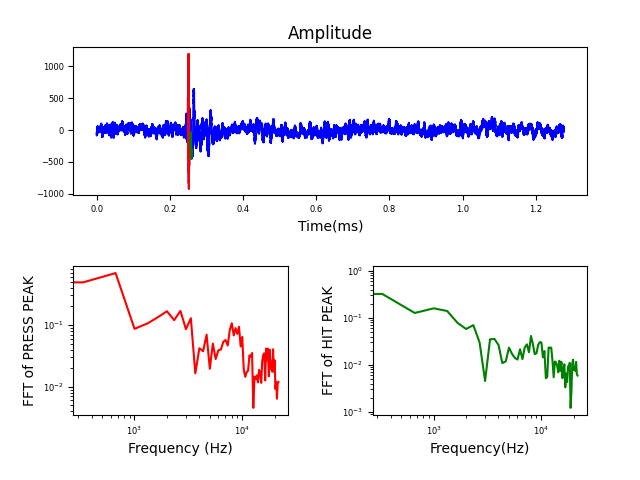 Amplitude
1000
500
0
−500
−1000
0.0 0.2 0.4 0.6 0.8 1.0 1.2
Time(ms)
FFT of PRESS PEAK
10⁻¹
10⁻²
10³ 10⁴
Frequency (Hz)
FFT of HIT PEAK
10⁰
10⁻¹
10⁻²
10⁻³
10³ 10⁴
Frequency(Hz)